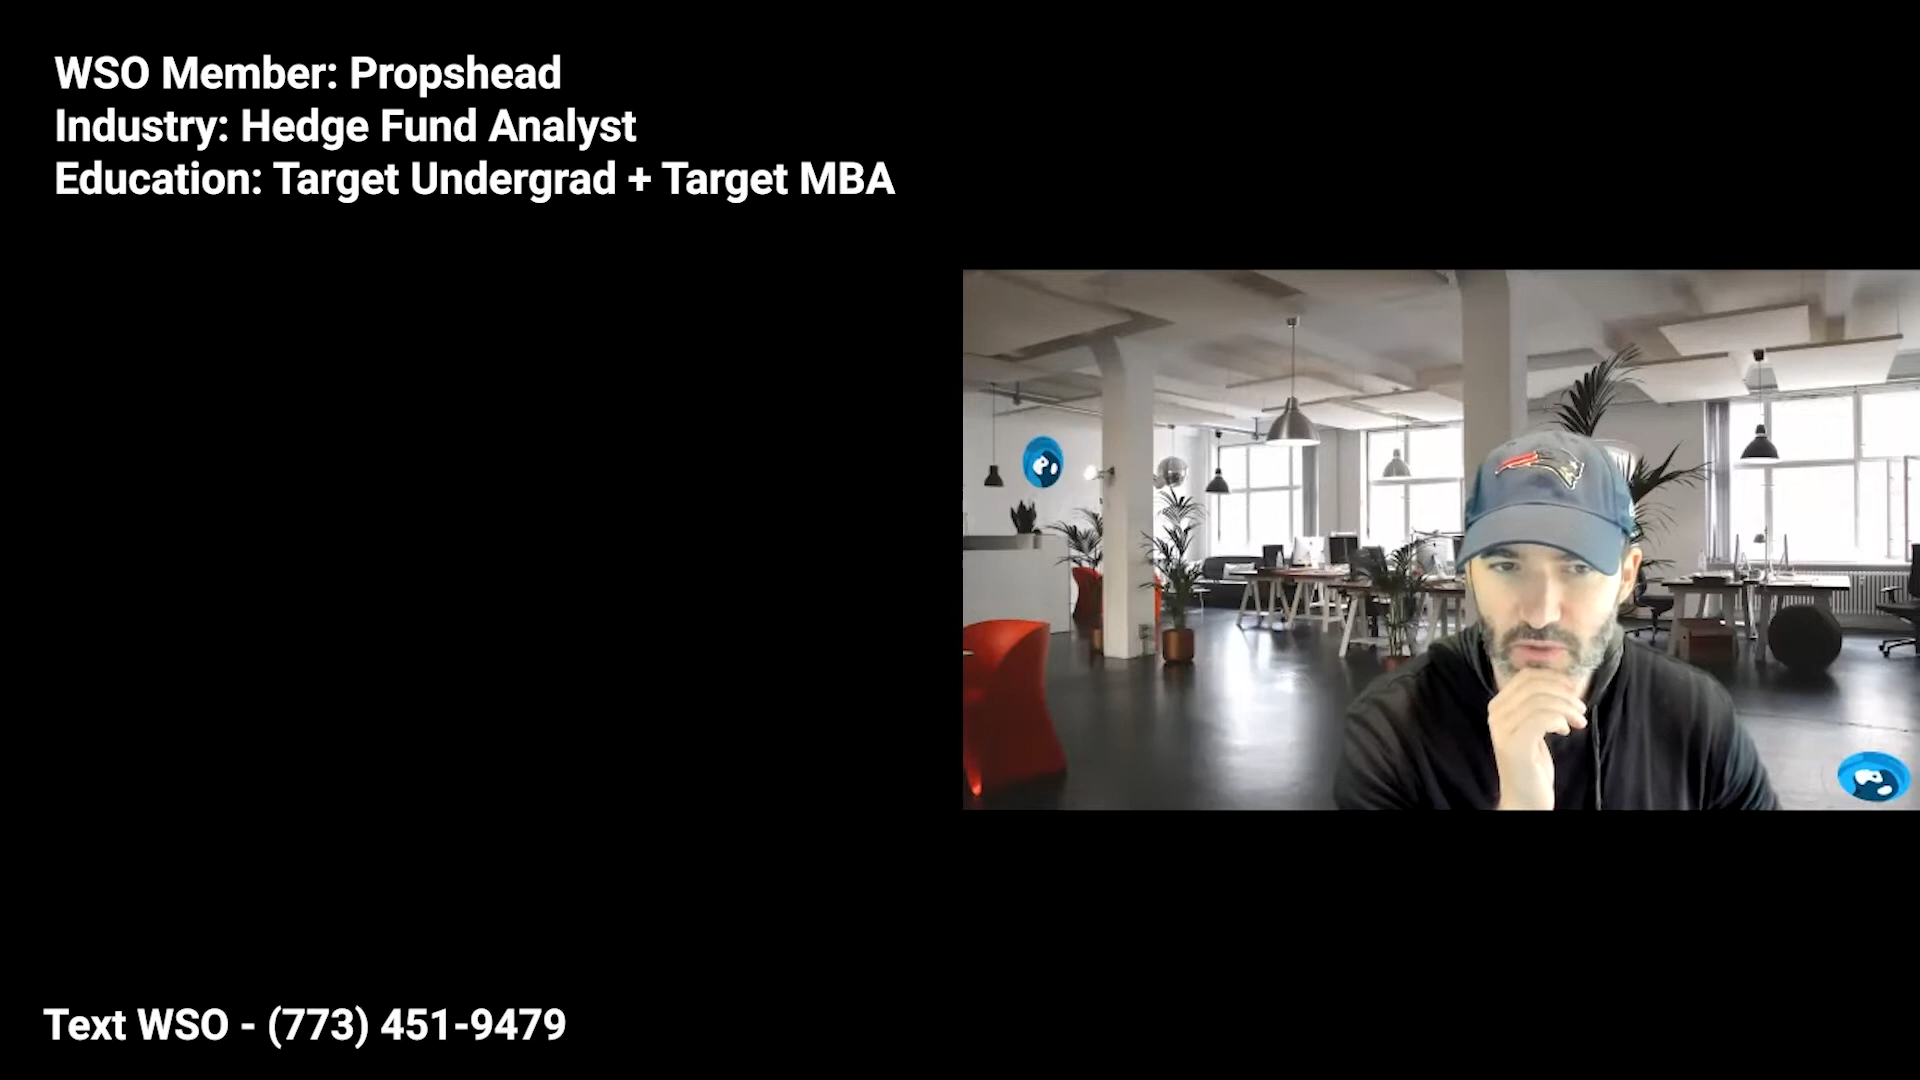 WSO Member: Propshead
Industry: Hedge Fund Analyst
Education: Target Undergrad + Target MBA
Text WSO - (773) 451-9479